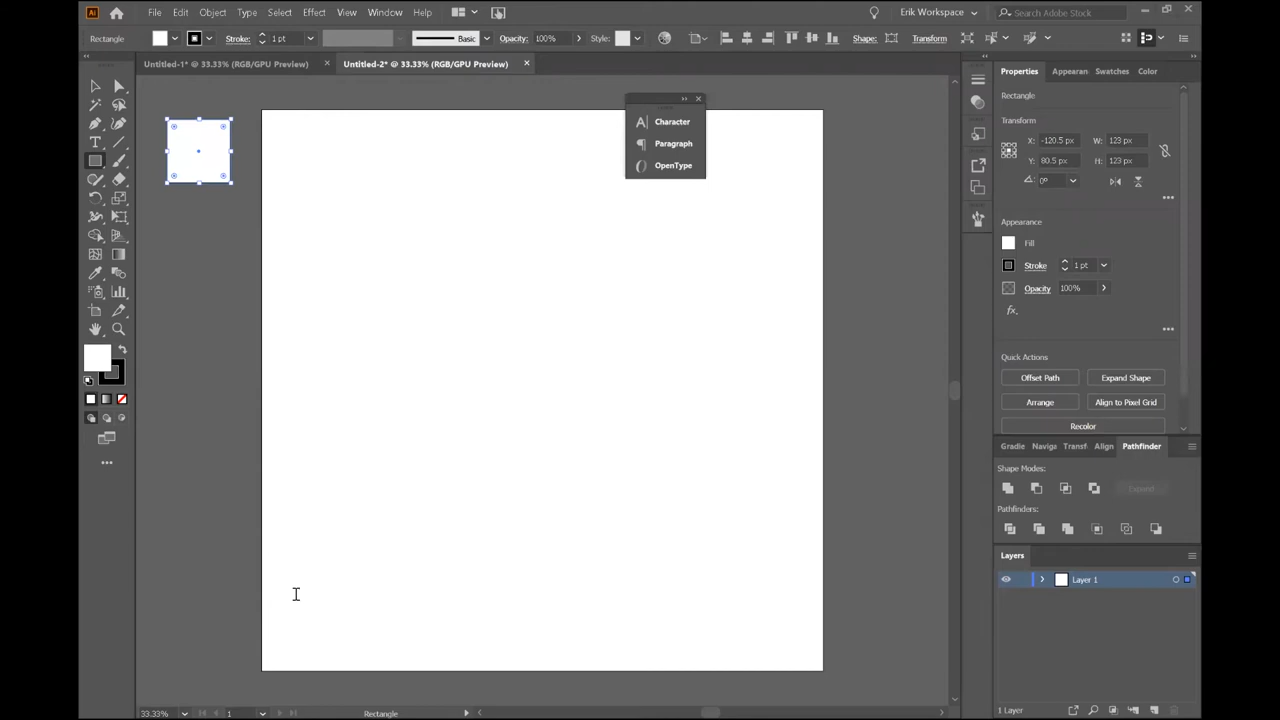 Ai File Edit Object Type Select Effect View Window Help Erik Workspace Search Adobe Stock
Rectangle Stroke: 1 pt Basic Opacity: 100% Style: Shape: Transform
Untitled-1* @ 33.33% (RGB/GPU Preview) Untitled-2* @ 33.33% (RGB/GPU Preview)
Character
Paragraph
OpenType
Properties Appearan Swatches Color
Rectangle
Transform
X: -120.5 px W: 123 px
Y: 80.5 px H: 123 px
0°
Appearance
Fill
Stroke 1 pt
Opacity 100%
fx.
Quick Actions
Offset Path Expand Shape
Arrange Align to Pixel Grid
Recolor
Gradie Naviga Transf Align Pathfinder
Shape Modes:
Expand
Pathfinders:
Layers
Layer 1
33.33% 1 Rectangle 1 Layer